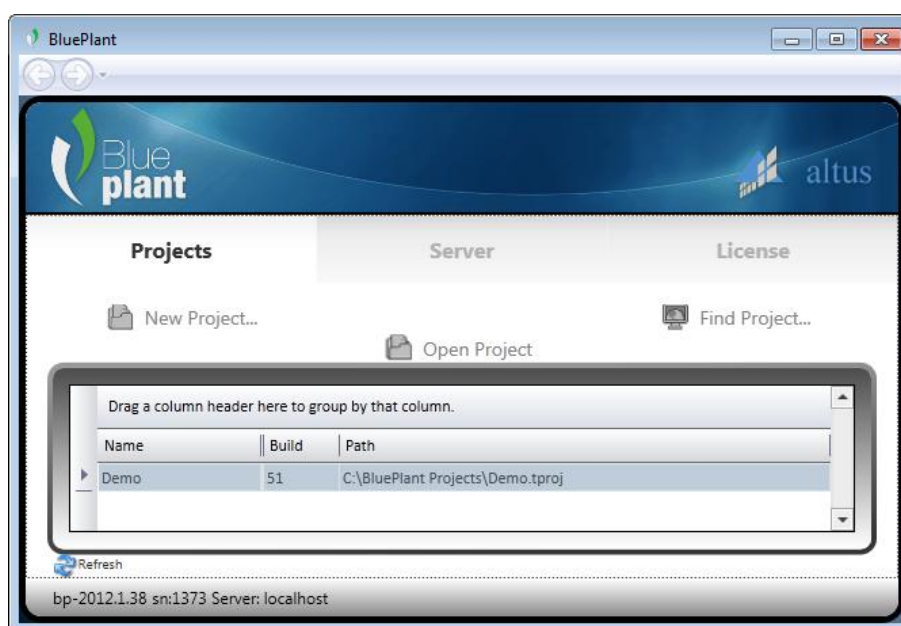 BluePlant
Blue
plant
altus
Projects Server License
New Project... Find Project...
Open Project
Drag a column header here to group by that column.
Name Build Path
Demo 51 C:\BluePlant Projects\Demo.tproj
Refresh
bp-2012.1.38 sn:1373 Server: localhost